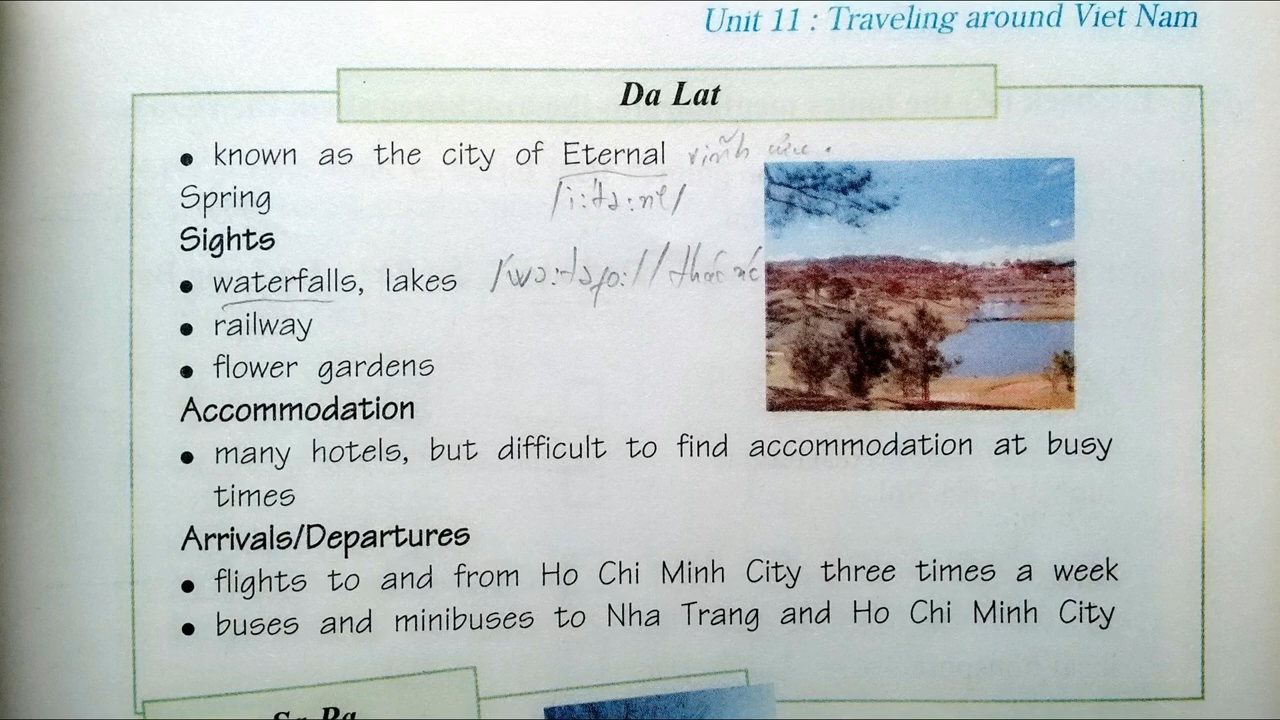 Unit 11 : Traveling around Viet Nam
Da Lat
• known as the city of Eternal vĩnh cửu.
Spring /i:tə:nl/
Sights
• waterfalls, lakes /wɔ:təfɔ:l/ thác nc
• railway
• flower gardens
Accommodation
• many hotels, but difficult to find accommodation at busy
times
Arrivals/Departures
• flights to and from Ho Chi Minh City three times a week
• buses and minibuses to Nha Trang and Ho Chi Minh City
Sa Pa